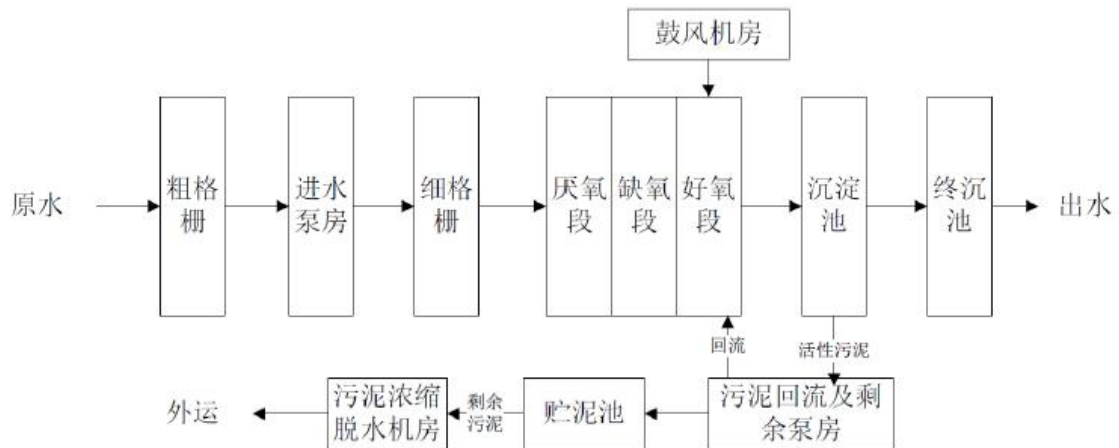 鼓风机房
原水
粗格
栅
进水
泵房
细格
栅
厌氧
段
缺氧
段
好氧
段
沉淀
池
终沉
池
出水
回流
活性污泥
外运
污泥浓缩
脱水机房
剩余
污泥
贮泥池
污泥回流及剩
余泵房